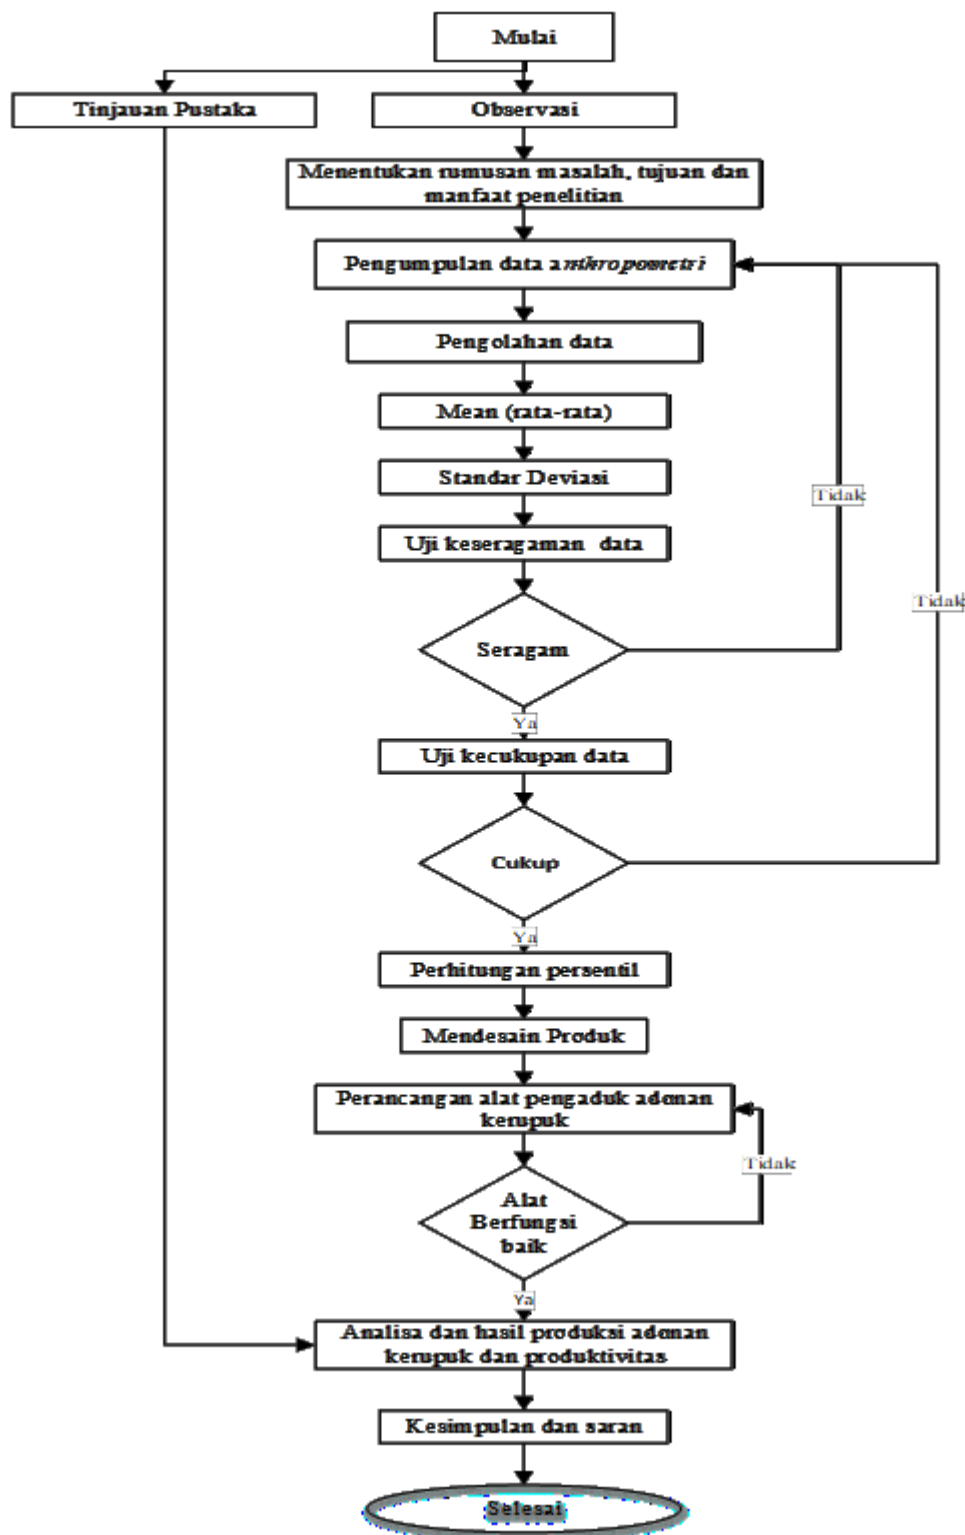 Mulai
Tinjauan Pustaka
Observasi
Menentukan rumusan masalah, tujuan dan
manfaat penelitian
Pengumpulan data anthropometri
Pengolahan data
Mean (rata-rata)
Standar Deviasi
Tidak
Uji keseragaman data
Tidak
Seragam
Ya
Uji kecukupan data
Cukup
Ya
Perhitungan persentil
Mendesain Produk
Perancangan alat pengaduk adonan
kerupuk
Tidak
Alat
Berfungsi
baik
Ya
Analisa dan hasil produksi adonan
kerupuk dan produktivitas
Kesimpulan dan saran
Selesai